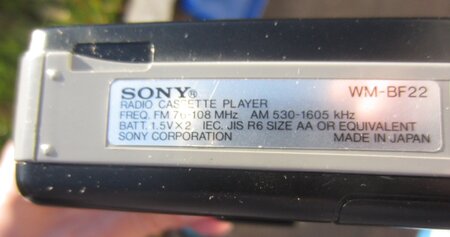 SONY® WM-BF22
RADIO CASSETTE PLAYER
FREQ. FM 76-108 MHz AM 530-1605 kHz
BATT. 1.5V×2 IEC. JIS R6 SIZE AA OR EQUIVALENT
SONY CORPORATION MADE IN JAPAN